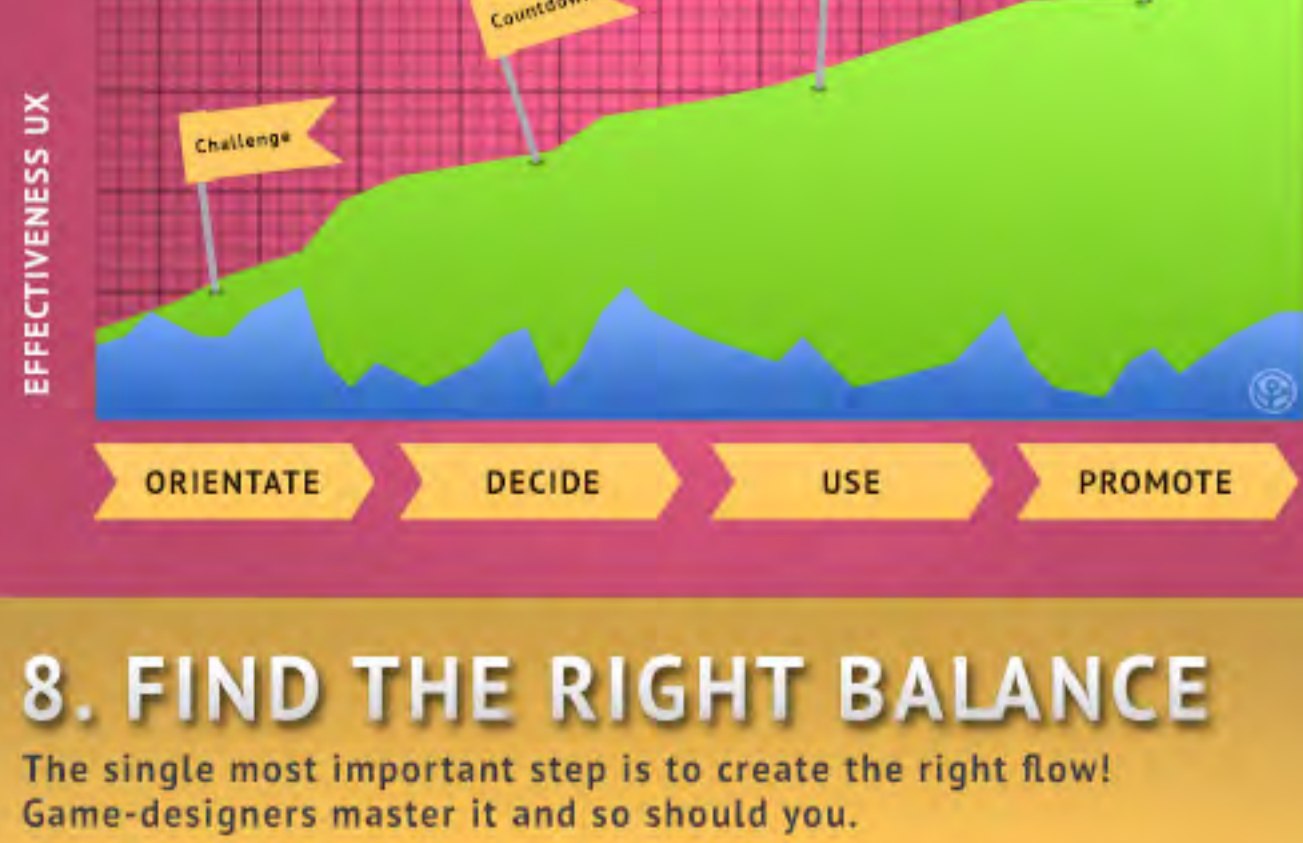 Countdown
Challenge
EFFECTIVENESS UX
ORIENTATE
DECIDE
USE
PROMOTE
8. FIND THE RIGHT BALANCE
The single most important step is to create the right flow!
Game-designers master it and so should you.